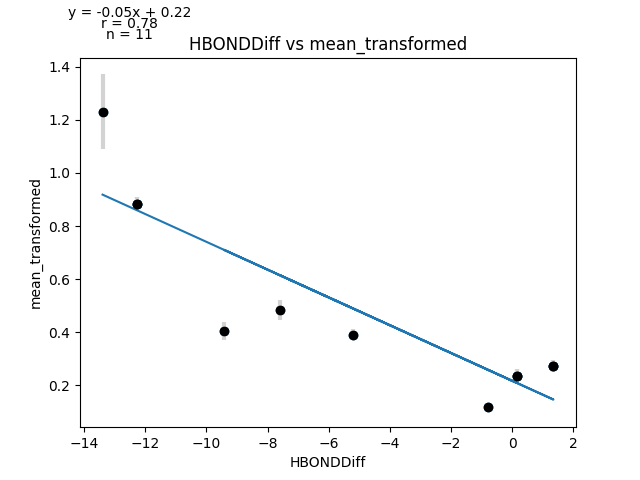 y = -0.05x + 0.22
r = 0.78
n = 11
HBONDDiff vs mean_transformed
1.4
1.2
1.0
0.8
0.6
0.4
0.2
mean_transformed
−14 −12 −10 −8 −6 −4 −2 0 2
HBONDDiff